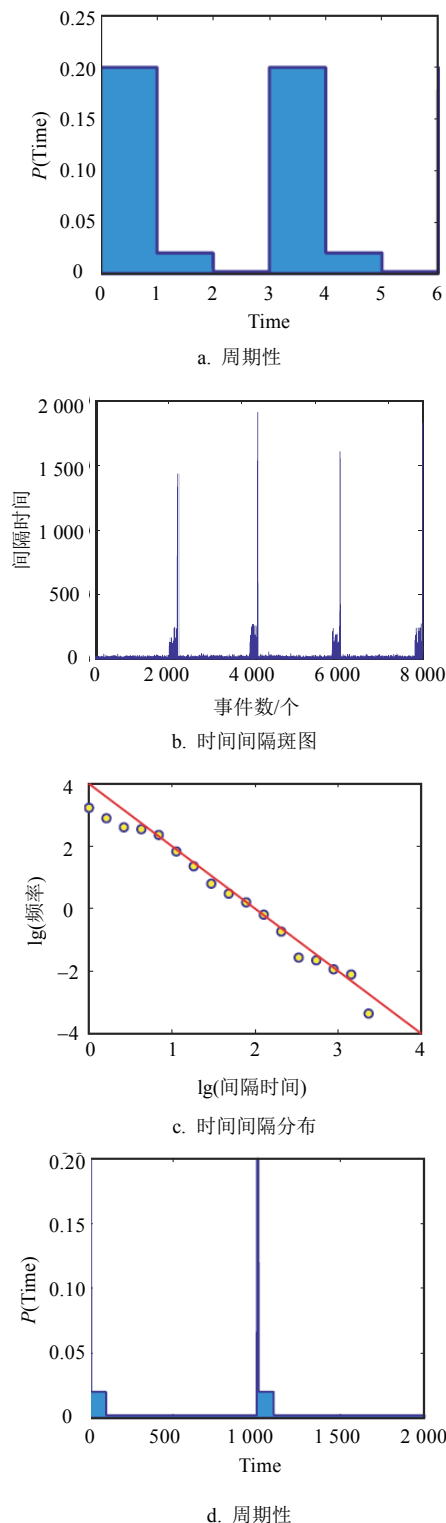 0.25
0.20
0.15
0.10
0.05
0
P(Time)
0 1 2 3 4 5 6
Time
a. 周期性
2 000
1 500
1 000
500
0
间隔时间
0 2 000 4 000 6 000 8 000
事件数/个
b. 时间间隔斑图
4
2
0
−2
−4
lg(频率)
0 1 2 3 4
lg(间隔时间)
c. 时间间隔分布
0.20
0.15
0.10
0.05
0
P(Time)
0 500 1 000 1 500 2 000
Time
d. 周期性